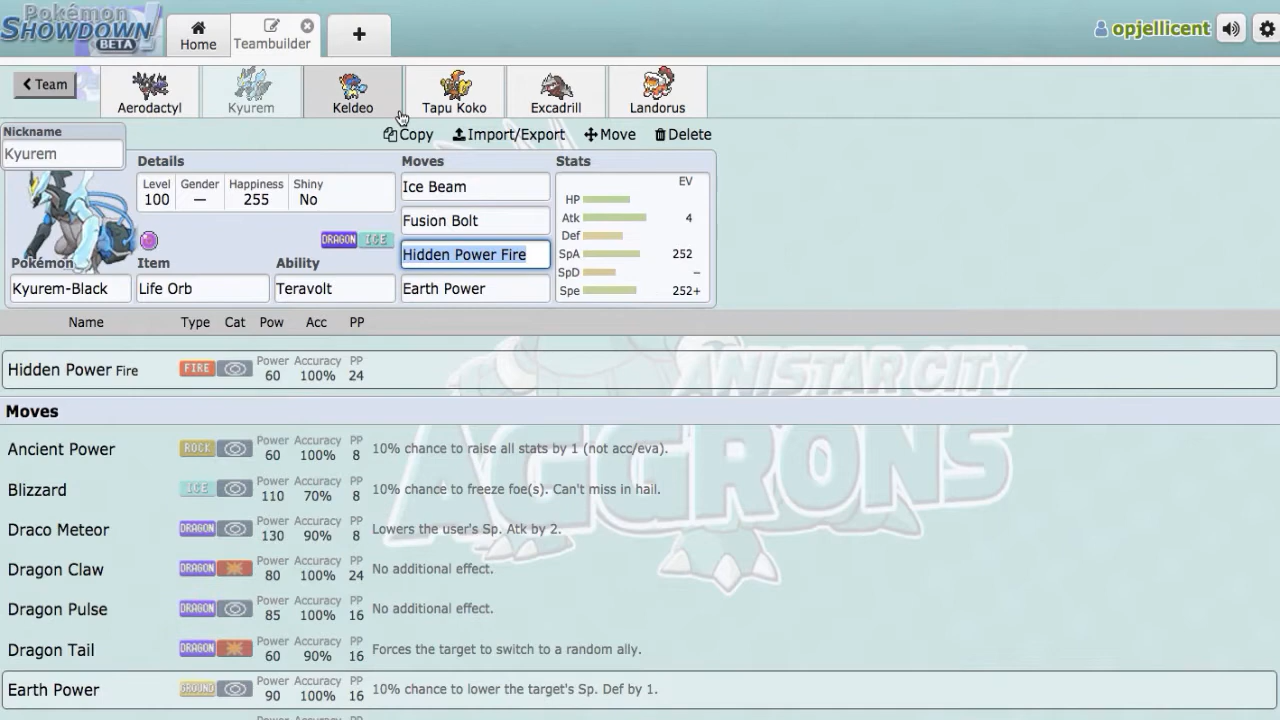 Pokémon
SHOWDOWN!
BETA
Home
Teambuilder
+
opjellicent
< Team
Aerodactyl
Kyurem
Keldeo
Tapu Koko
Excadrill
Landorus
Copy Import/Export Move Delete
Nickname
Kyurem
Details
Level Gender Happiness Shiny
100 — 255 No
DRAGON ICE
Pokémon Item Ability
Kyurem-Black Life Orb Teravolt
Moves
Ice Beam
Fusion Bolt
Hidden Power Fire
Earth Power
Stats
EV
HP
Atk 4
Def
SpA 252
SpD –
Spe 252+
Name Type Cat Pow Acc PP
Hidden Power Fire FIRE Power 60 Accuracy 100% PP 24
Moves
Ancient Power ROCK Power 60 Accuracy 100% PP 8 10% chance to raise all stats by 1 (not acc/eva).
Blizzard ICE Power 110 Accuracy 70% PP 8 10% chance to freeze foe(s). Can't miss in hail.
Draco Meteor DRAGON Power 130 Accuracy 90% PP 8 Lowers the user's Sp. Atk by 2.
Dragon Claw DRAGON Power 80 Accuracy 100% PP 24 No additional effect.
Dragon Pulse DRAGON Power 85 Accuracy 100% PP 16 No additional effect.
Dragon Tail DRAGON Power 60 Accuracy 90% PP 16 Forces the target to switch to a random ally.
Earth Power GROUND Power 90 Accuracy 100% PP 16 10% chance to lower the target's Sp. Def by 1.
Power Accuracy PP
ANISTAR CITY
AGGRONS